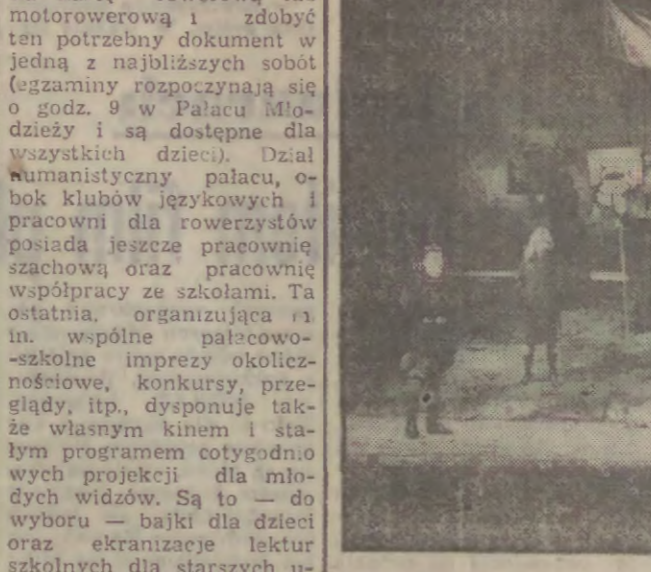 motorowerową i zdobyć
ten potrzebny dokument w
jedną z najbliższych sobót
(egzaminy rozpoczynają się
o godz. 9 w Pałacu Mło-
dzieży i są dostępne dla
wszystkich dzieci). Dział
humanistyczny pałacu, o-
bok klubów językowych i
pracowni dla rowerzystów
posiada jeszcze pracownię
szachową oraz pracownię
współpracy ze szkołami. Ta
ostatnia, organizująca m
in. wspólne pałacowo-
-szkolne imprezy okolicz-
nościowe, konkursy, prze-
glądy, itp., dysponuje tak-
że własnym kinem i sta-
łym programem cotygodnio
wych projekcji dla mło-
dych widzów. Są to — do
wyboru — bajki dla dzieci
oraz ekranizacje lektur
szkolnych dla starszych u-